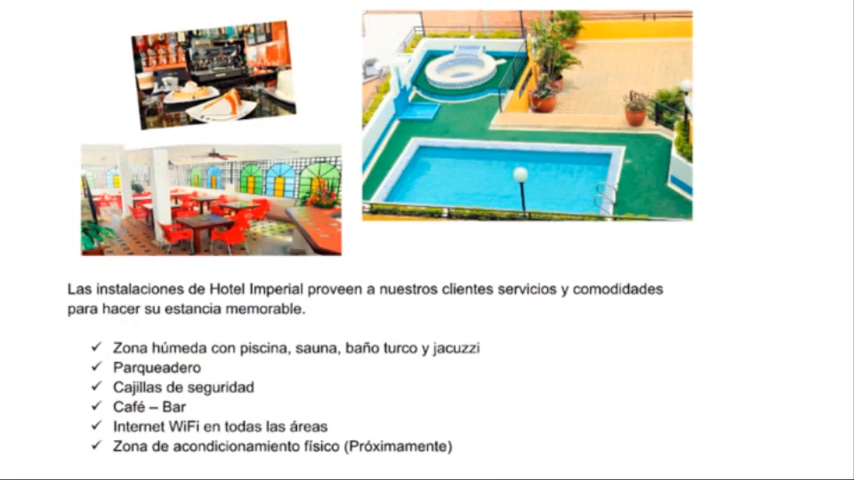 Las instalaciones de Hotel Imperial proveen a nuestros clientes servicios y comodidades
para hacer su estancia memorable.
✓ Zona húmeda con piscina, sauna, baño turco y jacuzzi
✓ Parqueadero
✓ Cajillas de seguridad
✓ Café – Bar
✓ Internet WiFi en todas las áreas
✓ Zona de acondicionamiento físico (Próximamente)